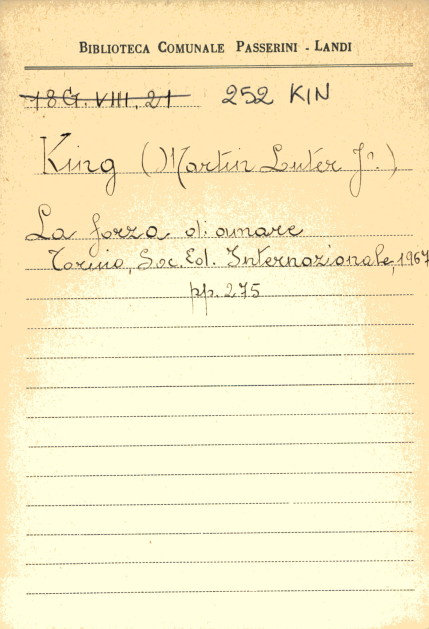 BIBLIOTECA COMUNALE PASSERINI - LANDI
18G.VIII.21 252 KIN
King (Martin Luter Jr.)
La forza di amare
Torino, Soc. Ed. Internazionale, 1967
pp. 275